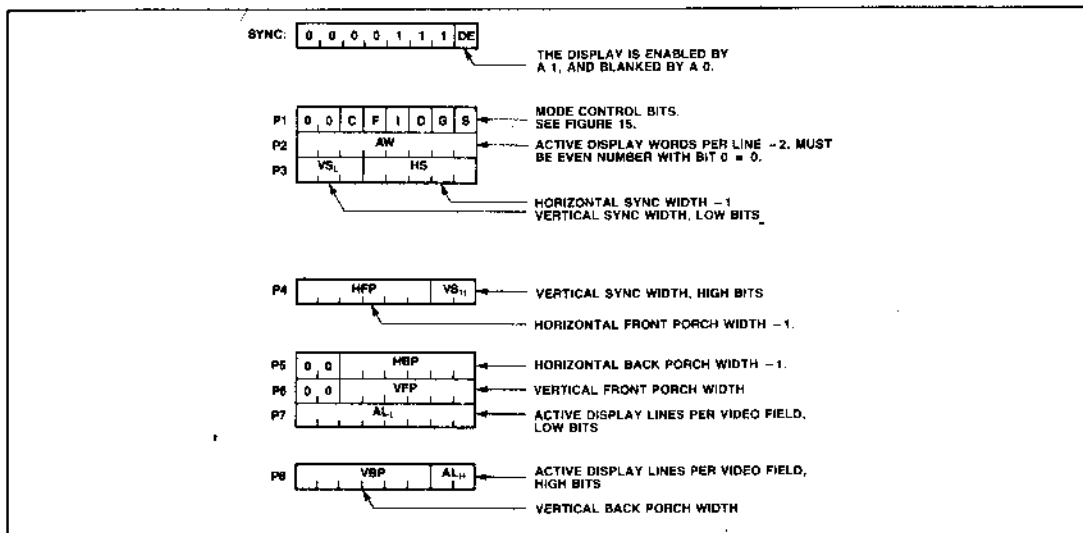 SYNC: 0 0 0 0 1 1 1 DE
THE DISPLAY IS ENABLED BY
A 1, AND BLANKED BY A 0.
P1 0 0 C F I D G S
MODE CONTROL BITS.
SEE FIGURE 15.
P2 AW
ACTIVE DISPLAY WORDS PER LINE -2. MUST
BE EVEN NUMBER WITH BIT 0 = 0.
P3 VSL HS
HORIZONTAL SYNC WIDTH -1
VERTICAL SYNC WIDTH, LOW BITS
P4 HFP VSH
VERTICAL SYNC WIDTH, HIGH BITS
HORIZONTAL FRONT PORCH WIDTH -1.
P5 0 0 HBP
HORIZONTAL BACK PORCH WIDTH -1.
P6 0 0 VFP
VERTICAL FRONT PORCH WIDTH
P7 ALL
ACTIVE DISPLAY LINES PER VIDEO FIELD,
LOW BITS
P8 VBP ALH
ACTIVE DISPLAY LINES PER VIDEO FIELD,
HIGH BITS
VERTICAL BACK PORCH WIDTH